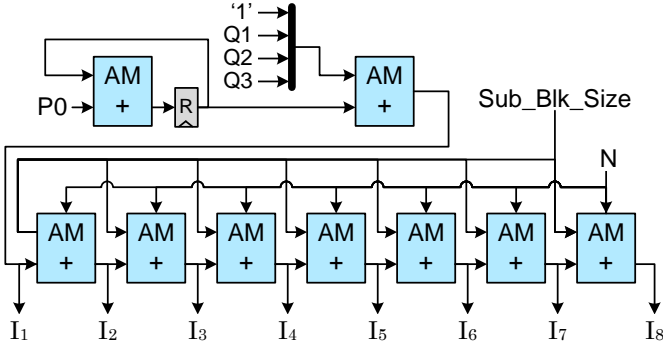 '1'
Q1
Q2
Q3
AM
+
P0
R
AM
+
Sub_Blk_Size
N
AM AM AM AM AM AM AM
+ + + + + + +
I1 I2 I3 I4 I5 I6 I7 I8